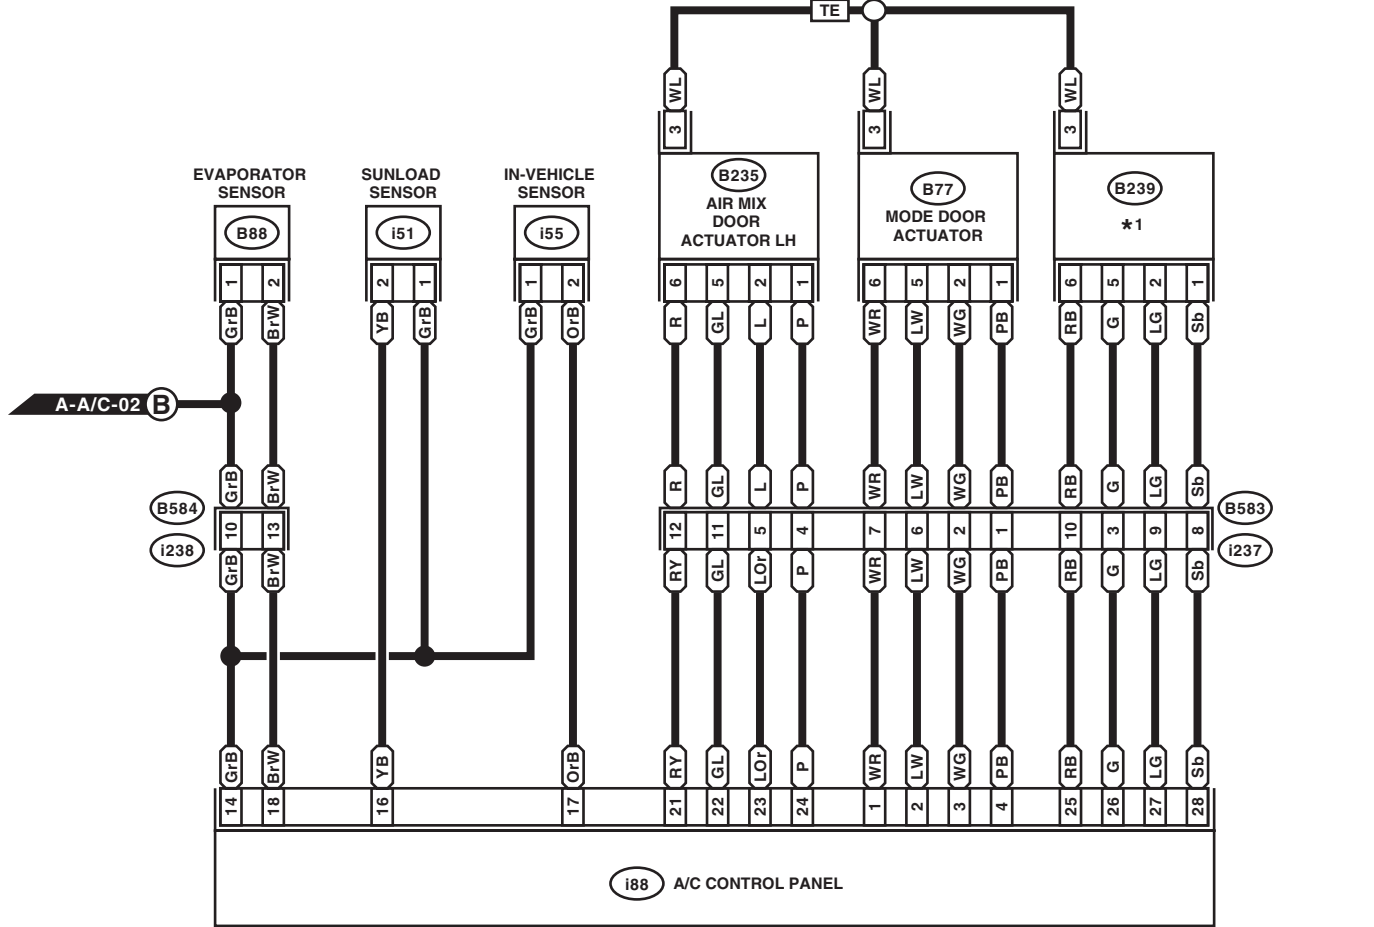 TE
WL WL WL
3 3 3
EVAPORATOR SENSOR
SUNLOAD SENSOR
IN-VEHICLE SENSOR
B88
i51
i55
B235
AIR MIX
DOOR
ACTUATOR LH
B77
MODE DOOR
ACTUATOR
B239
*1
1 2 2 1 1 2 6 5 2 1 6 5 2 1 6 5 2 1
GrB BrW YB GrB GrB OrB R GL L P WR LW WG PB RB G LG Sb
A-A/C-02 B
GrB BrW R GL L P WR LW WG PB RB G LG Sb
B584 B583
10 13 12 11 5 4 7 6 2 1 10 3 9 8
i238 i237
GrB BrW RY GL LOr P WR LW WG PB RB G LG Sb
GrB BrW YB OrB RY GL LOr P WR LW WG PB RB G LG Sb
14 18 16 17 21 22 23 24 1 2 3 4 25 26 27 28
i88 A/C CONTROL PANEL